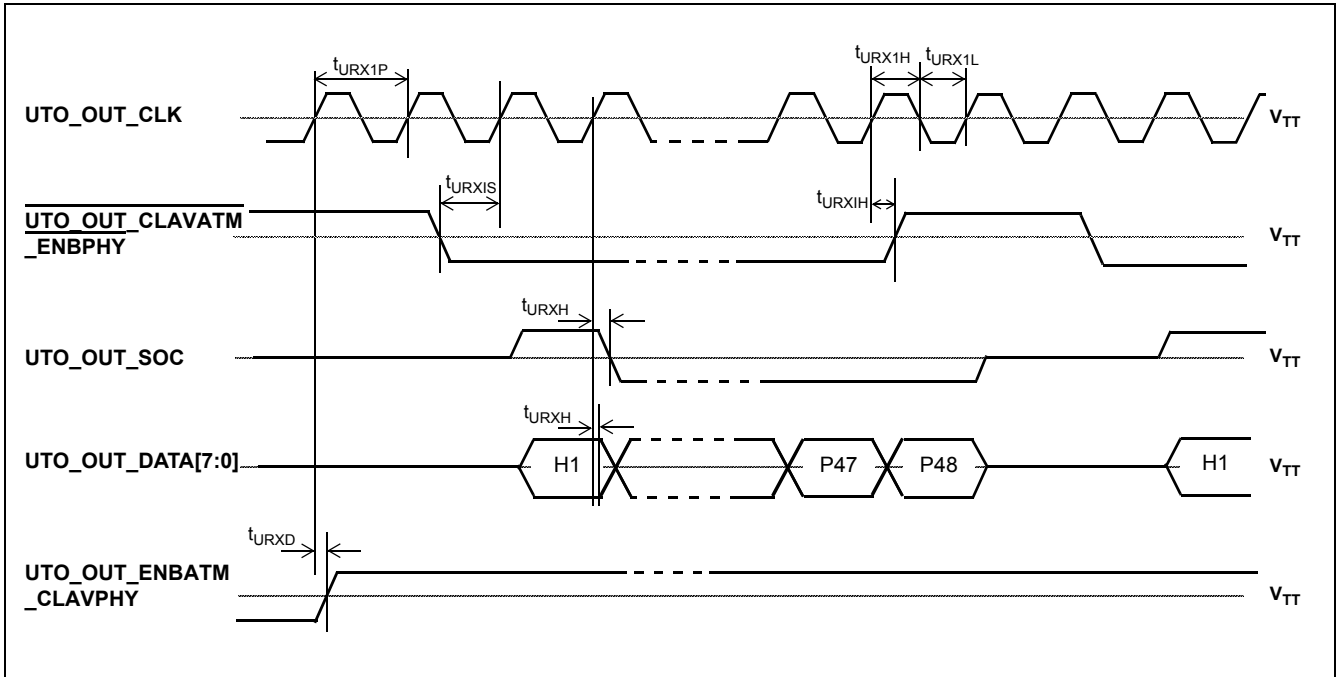 tURX1P
tURX1H
tURX1L
UTO_OUT_CLK
VTT
tURXIS
tURXIH
UTO_OUT_CLAVATM
_ENBPHY
VTT
tURXH
UTO_OUT_SOC
VTT
tURXH
UTO_OUT_DATA[7:0]
H1
P47
P48
H1
VTT
tURXD
UTO_OUT_ENBATM
_CLAVPHY
VTT